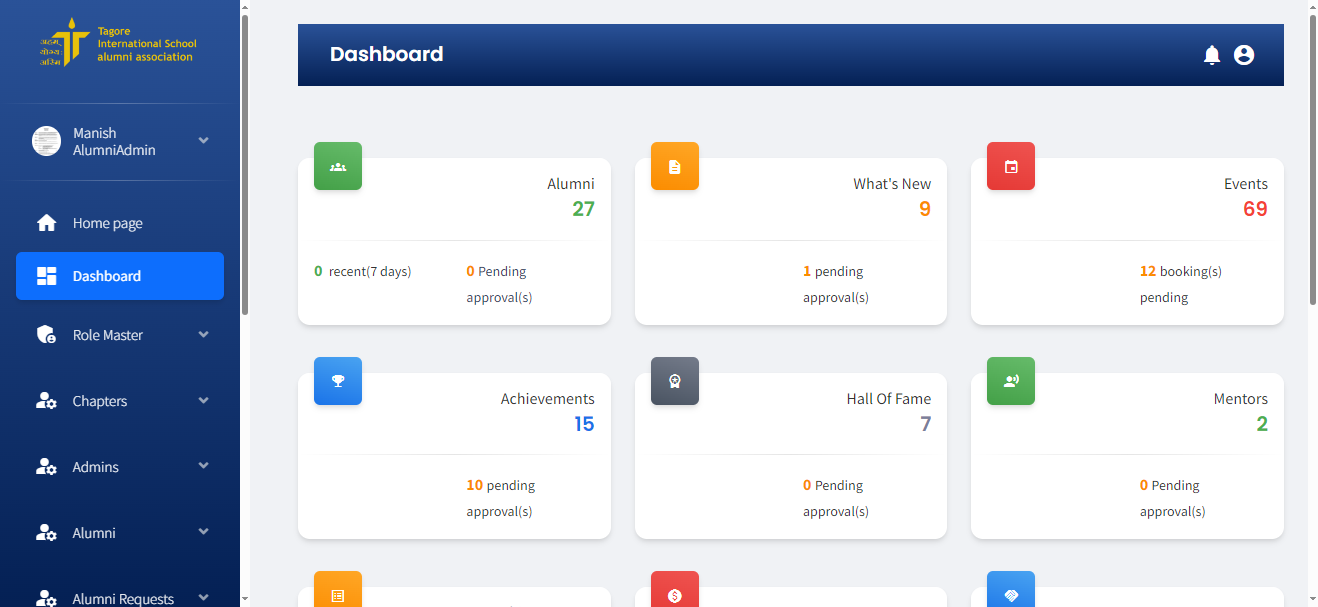 Tagore
International School
alumni association
अहम्
योग्यः
अस्मि
Manish
AlumniAdmin
Home page
Dashboard
Role Master
Chapters
Admins
Alumni
Alumni Requests
Dashboard
Alumni
27
0 recent(7 days)
0 Pending
approval(s)
What's New
9
1 pending
approval(s)
Events
69
12 booking(s)
pending
Achievements
15
10 pending
approval(s)
Hall Of Fame
7
0 Pending
approval(s)
Mentors
2
0 Pending
approval(s)